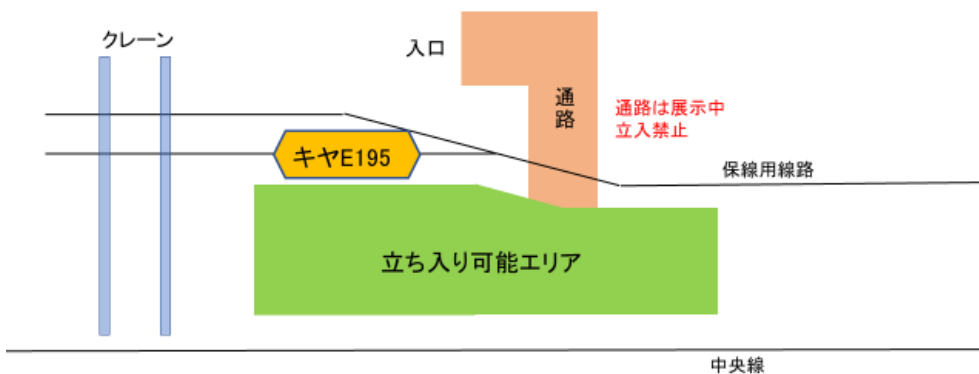 クレーン
入口
通路
通路は展示中
立入禁止
キヤE195
保線用線路
立ち入り可能エリア
中央線